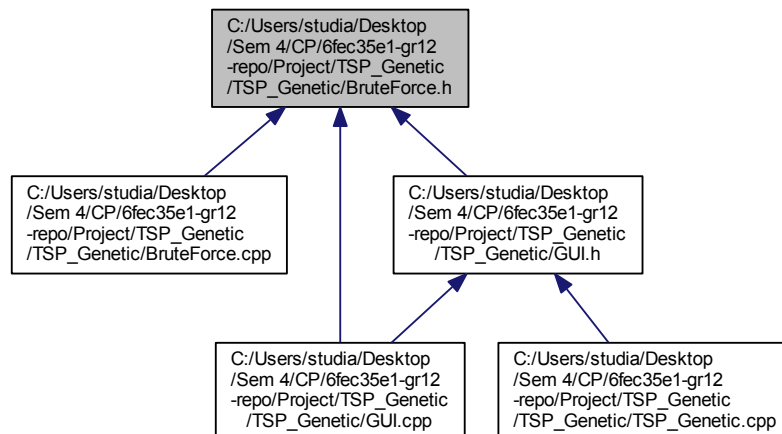 C:/Users/studia/Desktop
/Sem 4/CP/6fec35e1-gr12
-repo/Project/TSP_Genetic
/TSP_Genetic/BruteForce.h
C:/Users/studia/Desktop
/Sem 4/CP/6fec35e1-gr12
-repo/Project/TSP_Genetic
/TSP_Genetic/BruteForce.cpp
C:/Users/studia/Desktop
/Sem 4/CP/6fec35e1-gr12
-repo/Project/TSP_Genetic
/TSP_Genetic/GUI.h
C:/Users/studia/Desktop
/Sem 4/CP/6fec35e1-gr12
-repo/Project/TSP_Genetic
/TSP_Genetic/GUI.cpp
C:/Users/studia/Desktop
/Sem 4/CP/6fec35e1-gr12
-repo/Project/TSP_Genetic
/TSP_Genetic/TSP_Genetic.cpp